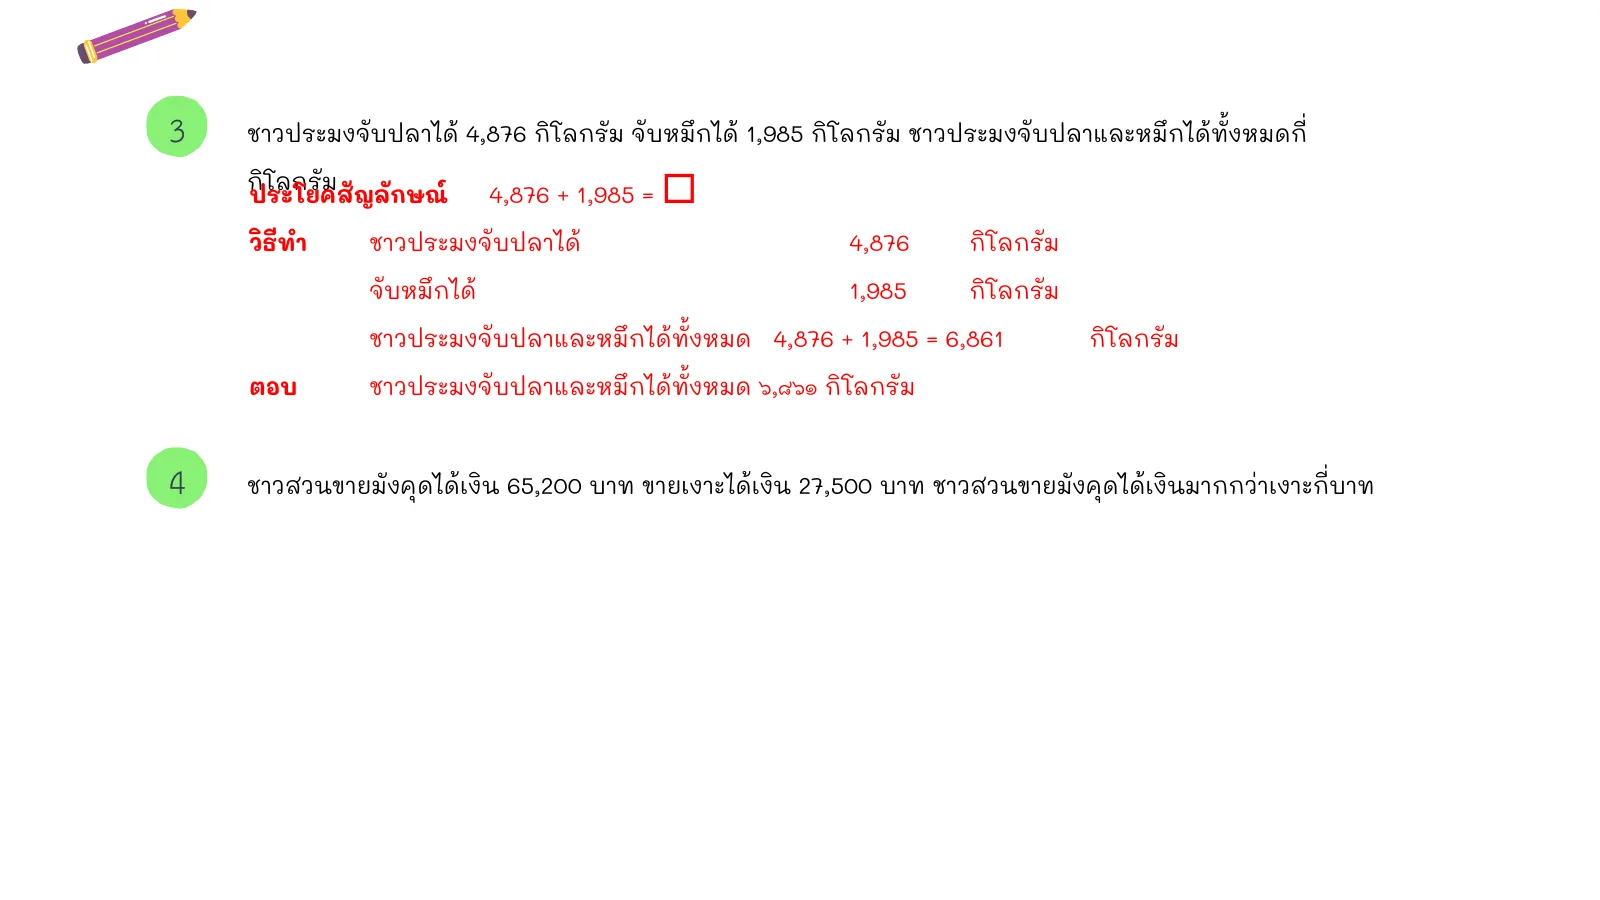 3 ชาวประมงจับปลาได้ 4,876 กิโลกรัม จับหมึกได้ 1,985 กิโลกรัม ชาวประมงจับปลาและหมึกได้ทั้งหมดกี่
กิโลกรัม
ประโยคสัญลักษณ์ 4,876 + 1,985 = □
วิธีทำ ชาวประมงจับปลาได้ 4,876 กิโลกรัม
จับหมึกได้ 1,985 กิโลกรัม
ชาวประมงจับปลาและหมึกได้ทั้งหมด 4,876 + 1,985 = 6,861 กิโลกรัม
ตอบ ชาวประมงจับปลาและหมึกได้ทั้งหมด ๖,๘๖๑ กิโลกรัม
4 ชาวสวนขายมังคุดได้เงิน 65,200 บาท ขายเงาะได้เงิน 27,500 บาท ชาวสวนขายมังคุดได้เงินมากกว่าเงาะกี่บาท